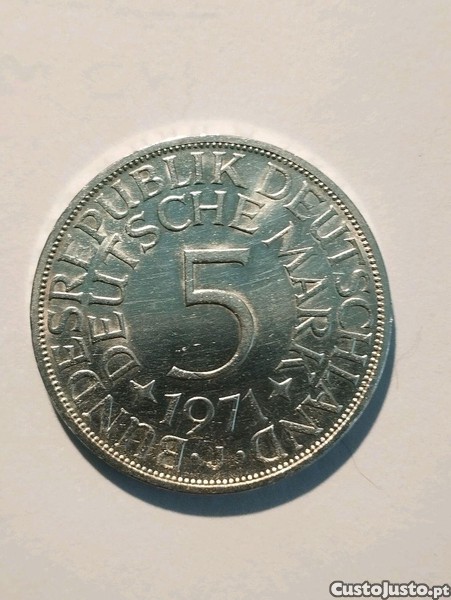 BUNDESREPUBLIK DEUTSCHLAND
DEUTSCHE MARK
5
1971
· J ·
CustoJusto.pt